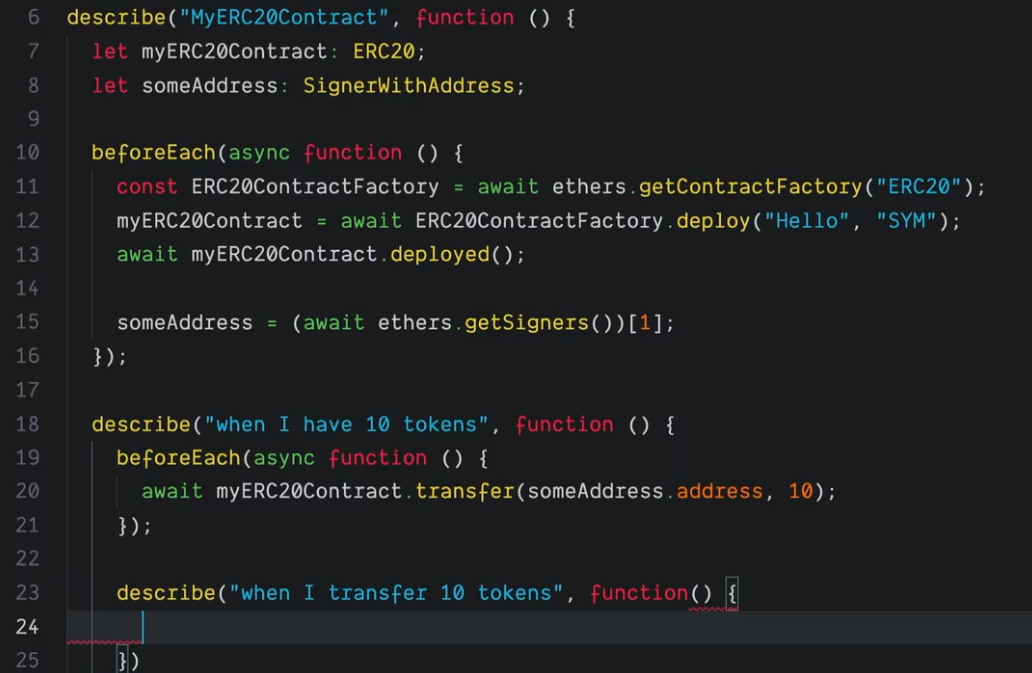 6 describe("MyERC20Contract", function () {
7 let myERC20Contract: ERC20;
8 let someAddress: SignerWithAddress;
9
10 beforeEach(async function () {
11 const ERC20ContractFactory = await ethers.getContractFactory("ERC20");
12 myERC20Contract = await ERC20ContractFactory.deploy("Hello", "SYM");
13 await myERC20Contract.deployed();
14
15 someAddress = (await ethers.getSigners())[1];
16 });
17
18 describe("when I have 10 tokens", function () {
19 beforeEach(async function () {
20 await myERC20Contract.transfer(someAddress.address, 10);
21 });
22
23 describe("when I transfer 10 tokens", function() {
24
25 })